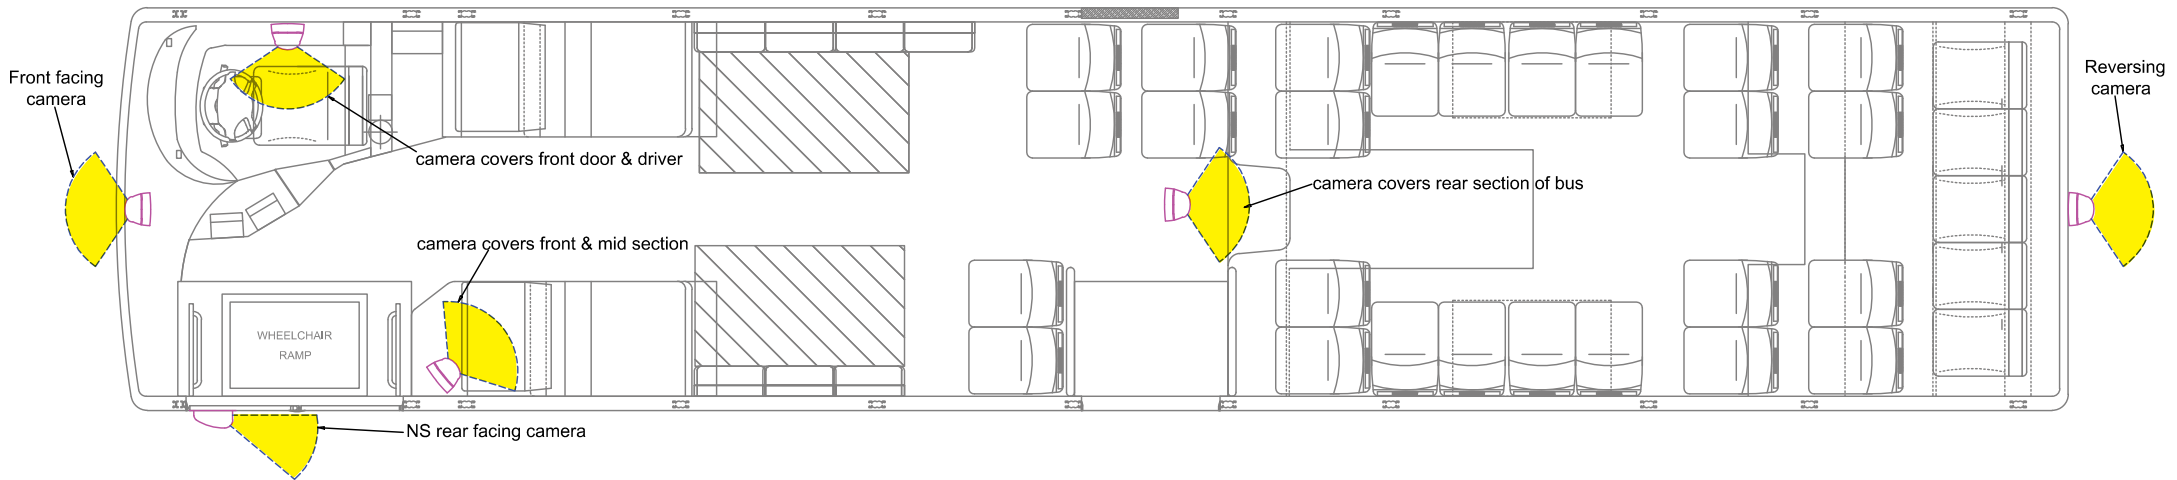 Front facing
camera
camera covers front door & driver
camera covers front & mid section
WHEELCHAIR
RAMP
NS rear facing camera
camera covers rear section of bus
Reversing
camera